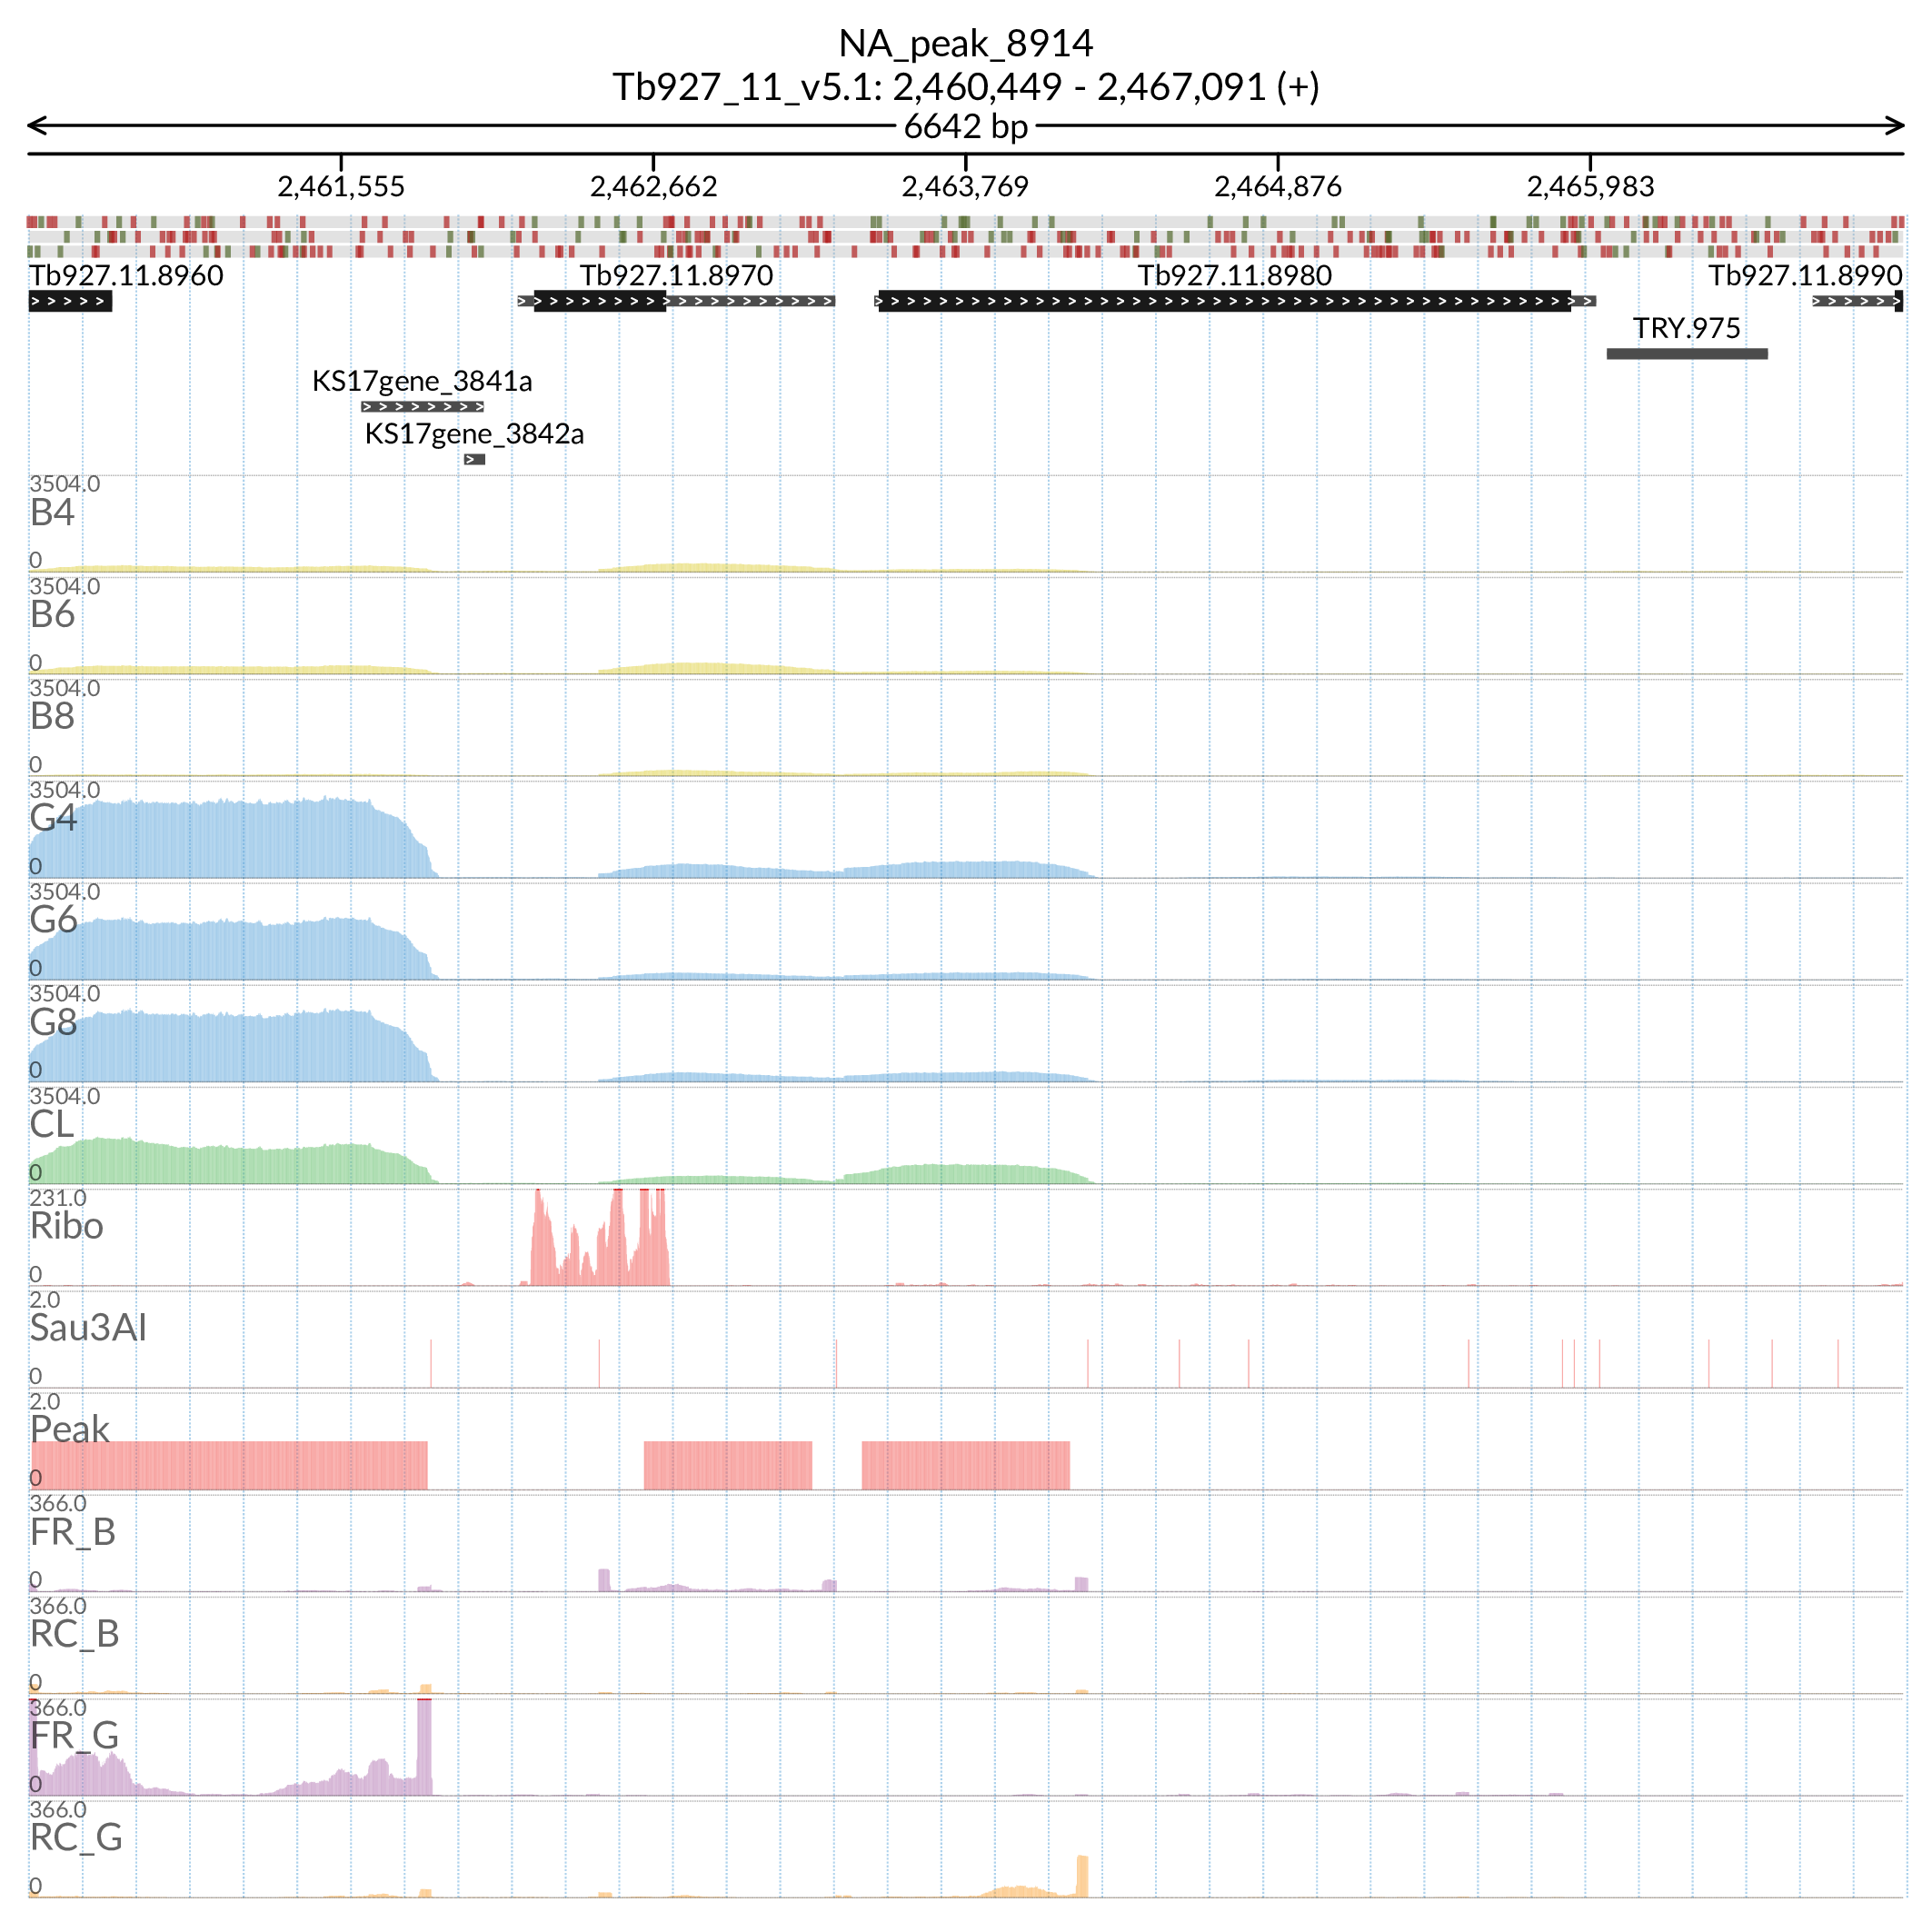 NA_peak_8914
Tb927_11_v5.1: 2,460,449 - 2,467,091 (+)
6642 bp
2,461,555 2,462,662 2,463,769 2,464,876 2,465,983
Tb927.11.8960 Tb927.11.8970 Tb927.11.8980 Tb927.11.8990
TRY.975
KS17gene_3841a
KS17gene_3842a
3504.0
B4
0
3504.0
B6
0
3504.0
B8
0
3504.0
G4
0
3504.0
G6
0
3504.0
G8
0
3504.0
CL
0
231.0
Ribo
0
2.0
Sau3AI
0
2.0
Peak
0
366.0
FR_B
0
366.0
RC_B
0
366.0
FR_G
0
366.0
RC_G
0